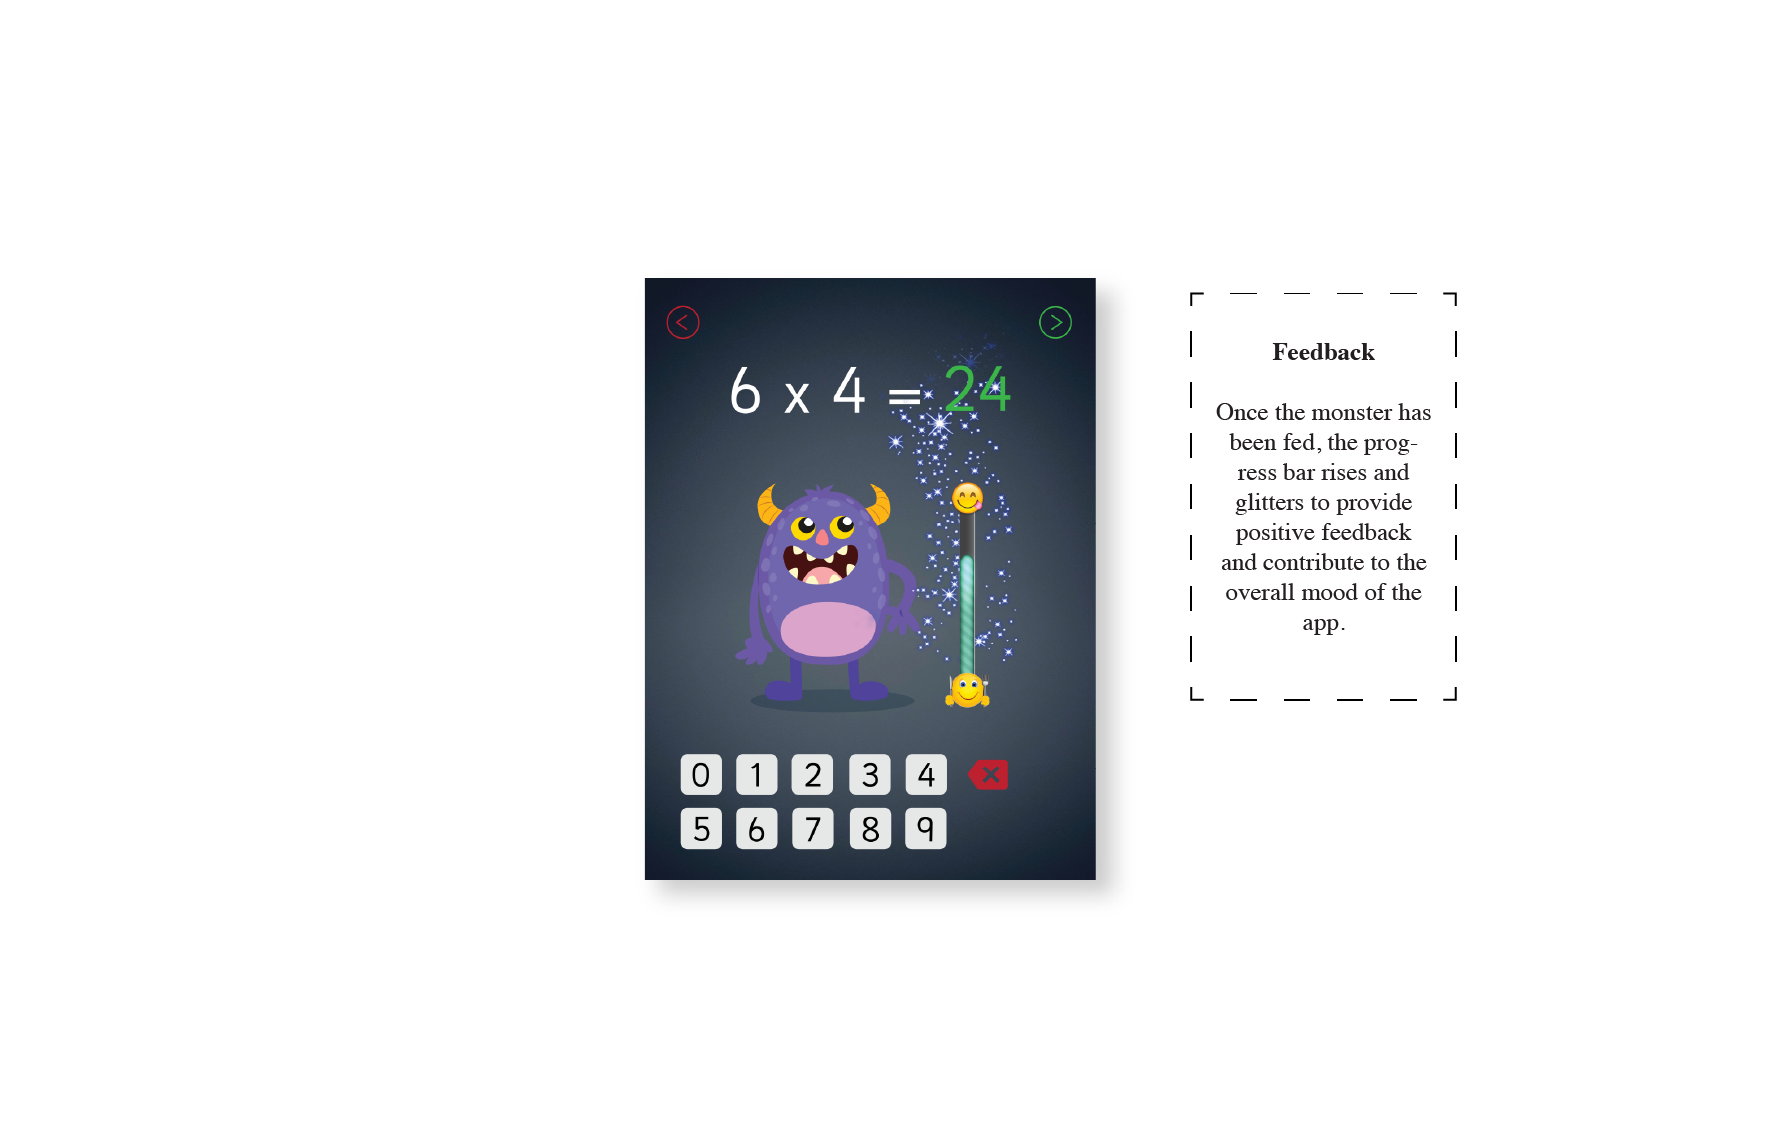 < >
6 x 4 = 24
0 1 2 3 4
5 6 7 8 9
Feedback
Once the monster has
been fed, the prog-
ress bar rises and
glitters to provide
positive feedback
and contribute to the
overall mood of the
app.